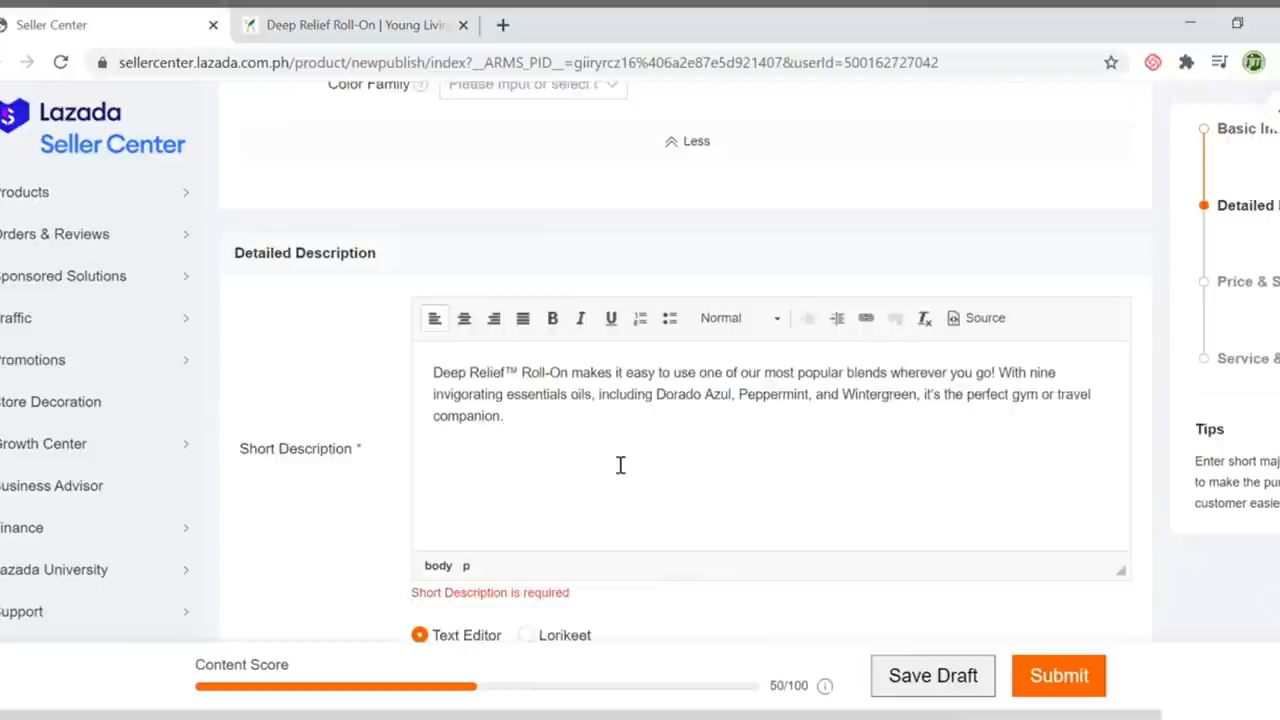 Seller Center
Deep Relief Roll-On | Young Livin
sellercenter.lazada.com.ph/product/newpublish/index?__ARMS_PID__=giiryrcz16%406a2e87e5d921407&userId=500162727042
Lazada
Seller Center
roducts
Orders & Reviews
ponsored Solutions
raffic
romotions
tore Decoration
Growth Center
usiness Advisor
inance
azada University
upport
Color Family
Please input or select
Less
Detailed Description
Normal
Source
B I U
Short Description *
Deep Relief™ Roll-On makes it easy to use one of our most popular blends wherever you go! With nine
invigorating essentials oils, including Dorado Azul, Peppermint, and Wintergreen, it's the perfect gym or travel
companion.
body p
Short Description is required
Text Editor Lorikeet
Content Score
50/100
Save Draft
Submit
Basic In
Detailed
Price & S
Service &
Tips
Enter short maj
to make the pu
customer easie